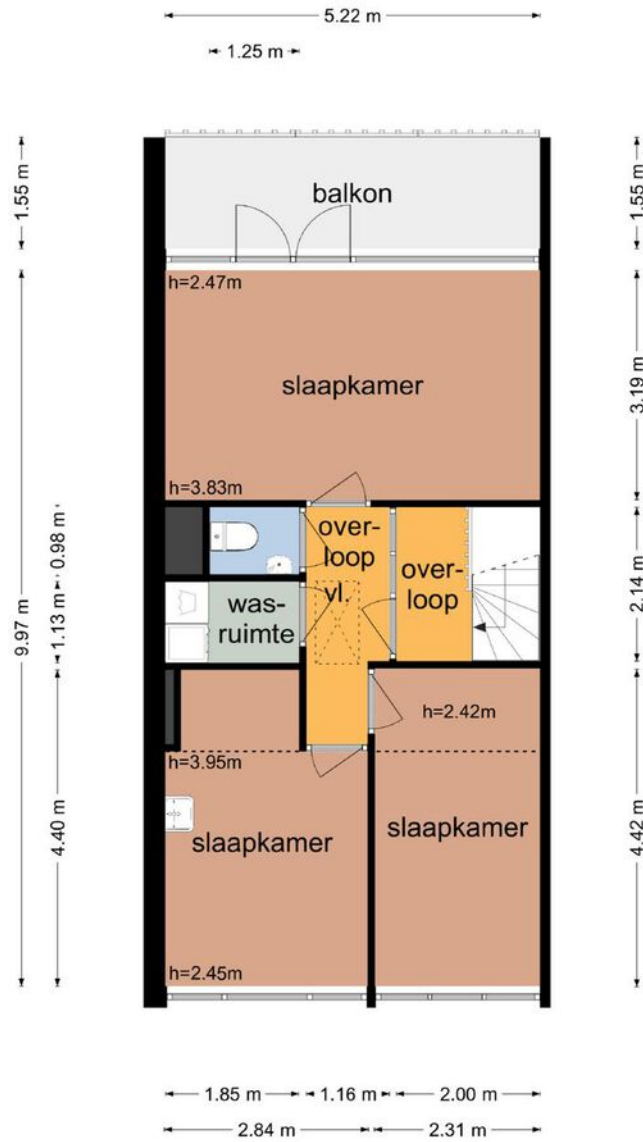 5.22 m
1.25 m
1.55 m
1.55 m
balkon
h=2.47m
slaapkamer
h=3.83m
3.19 m
9.97 m
0.98 m
1.13 m
over-
loop
vl.
over-
loop
was-
ruimte
2.14 m
h=2.42m
h=3.95m
slaapkamer
slaapkamer
4.40 m
4.42 m
h=2.45m
1.85 m
1.16 m
2.00 m
2.84 m
2.31 m